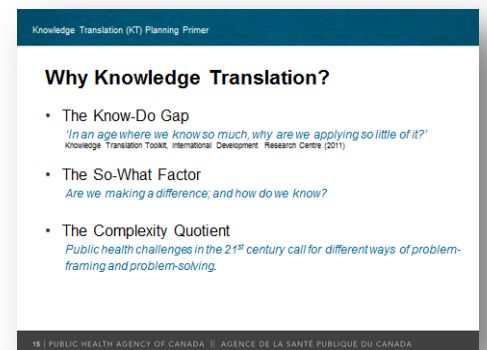 Knowledge Translation (KT) Planning Primer
Why Knowledge Translation?
• The Know-Do Gap
'In an age where we know so much, why are we applying so little of it?'
Knowledge Translation Toolkit, International Development Research Centre (2011)
• The So-What Factor
Are we making a difference; and how do we know?
• The Complexity Quotient
Public health challenges in the 21st century call for different ways of problem-
framing and problem-solving.
15 | PUBLIC HEALTH AGENCY OF CANADA || AGENCE DE LA SANTÉ PUBLIQUE DU CANADA